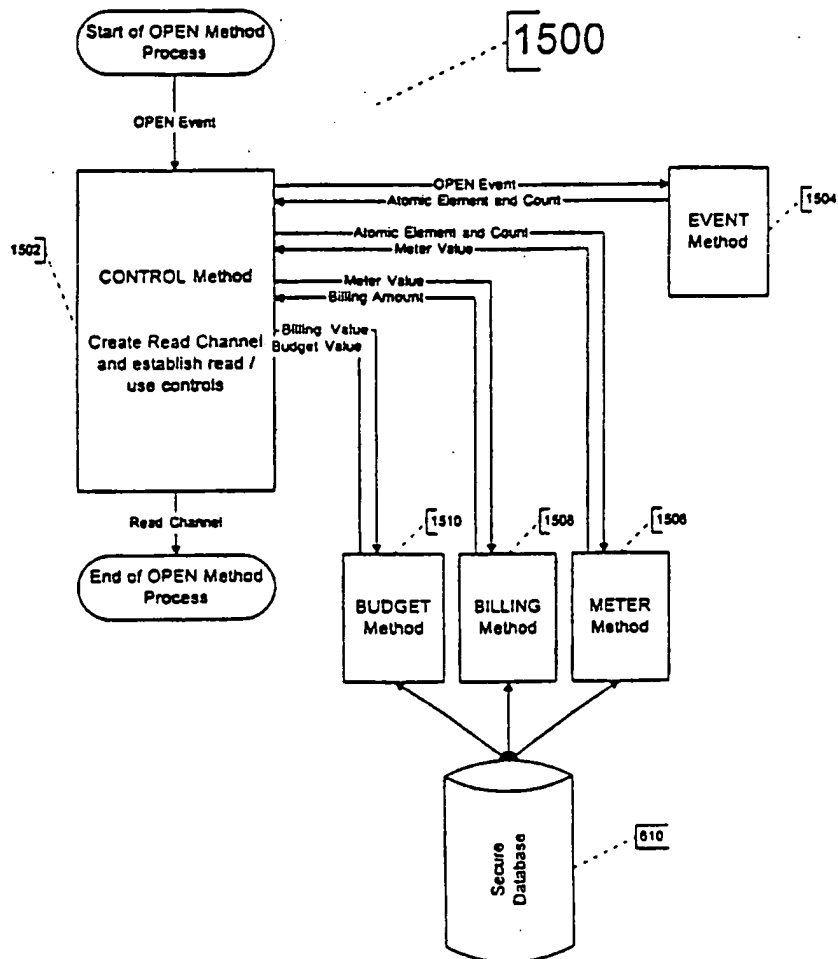 Start of OPEN Method
Process
1500
OPEN Event
OPEN Event
Atomic Element and Count
EVENT
Method
1504
1502
Atomic Element and Count
Meter Value
CONTROL Method
Meter Value
Billing Amount
Create Read Channel
and establish read /
use controls
Billing Value
Budget Value
Read Channel
1510
1508
1506
End of OPEN Method
Process
BUDGET
Method
BILLING
Method
METER
Method
Secure
Database
610